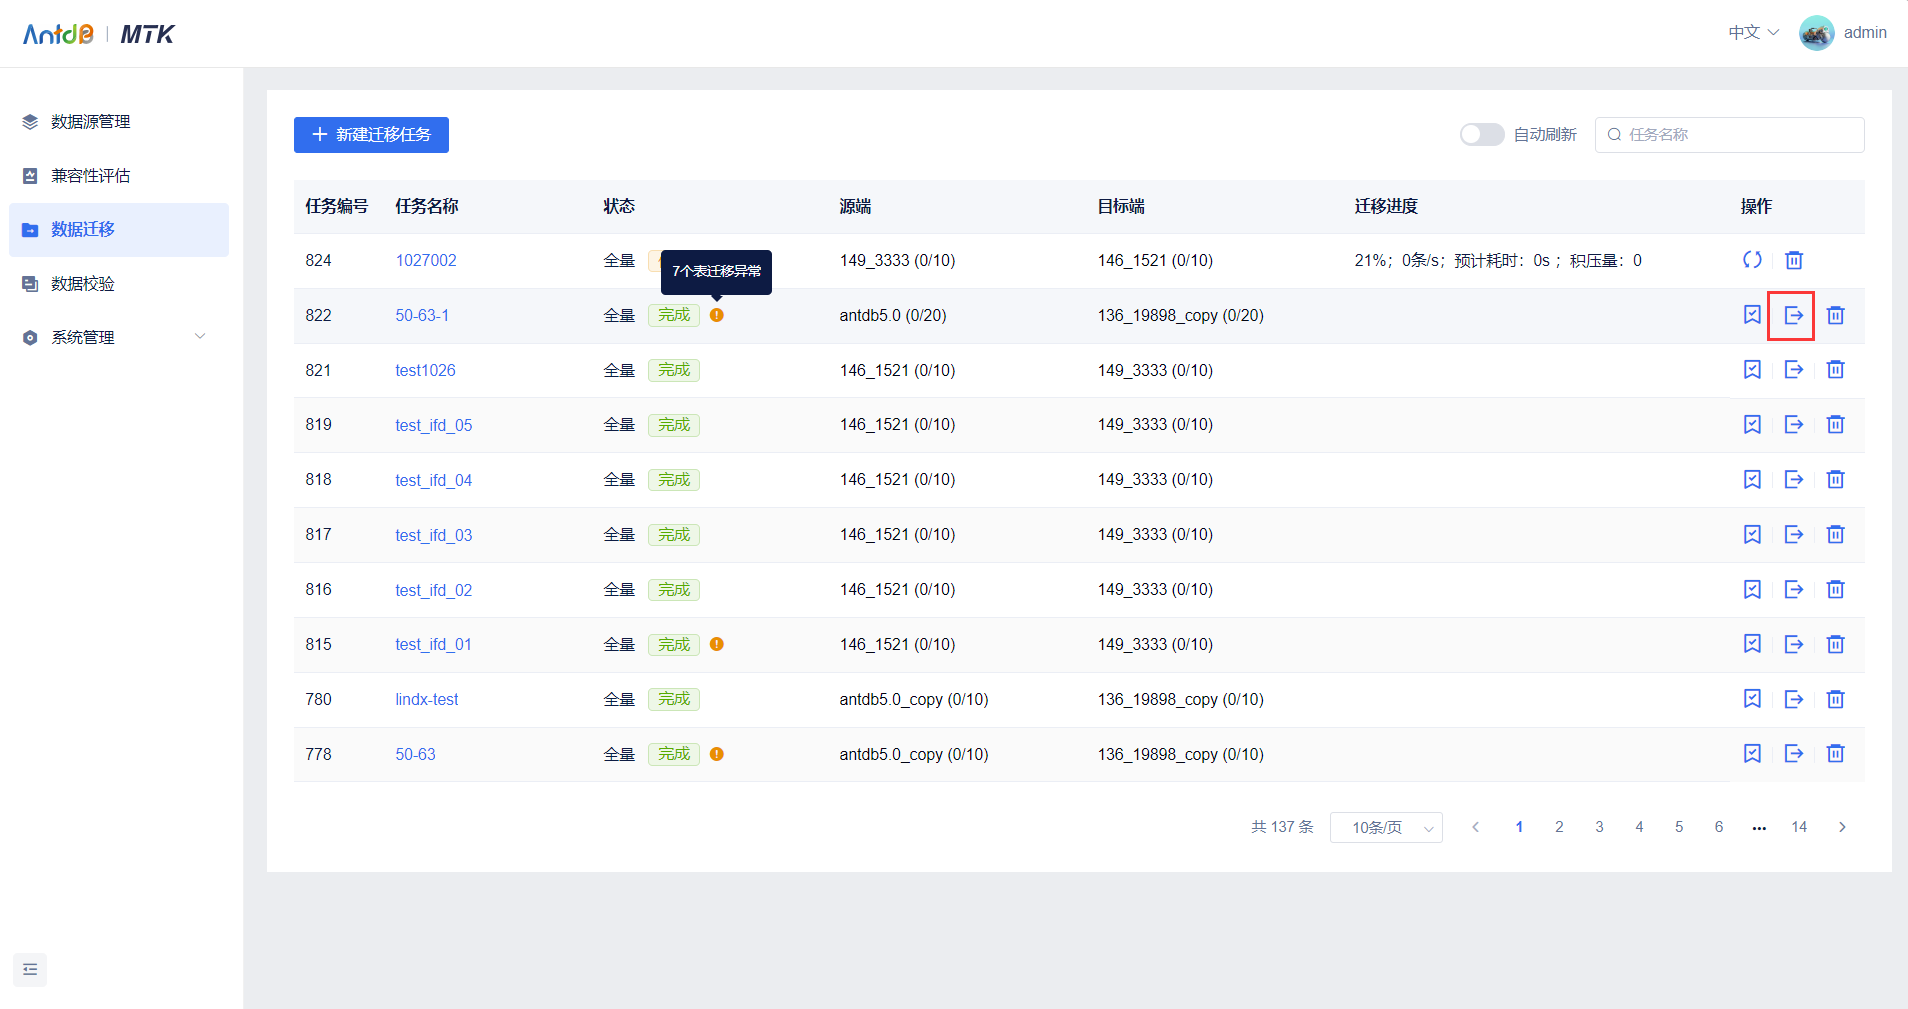 AntdB | MTK
中文
admin
数据源管理
兼容性评估
数据迁移
数据校验
系统管理
新建迁移任务
自动刷新
任务名称
任务编号 任务名称 状态 源端 目标端 迁移进度 操作
824 1027002 全量 149_3333 (0/10) 146_1521 (0/10) 21%；0条/s；预计耗时：0s ；积压量：0
7个表迁移异常
822 50-63-1 全量 完成 antdb5.0 (0/20) 136_19898_copy (0/20)
821 test1026 全量 完成 146_1521 (0/10) 149_3333 (0/10)
819 test_ifd_05 全量 完成 146_1521 (0/10) 149_3333 (0/10)
818 test_ifd_04 全量 完成 146_1521 (0/10) 149_3333 (0/10)
817 test_ifd_03 全量 完成 146_1521 (0/10) 149_3333 (0/10)
816 test_ifd_02 全量 完成 146_1521 (0/10) 149_3333 (0/10)
815 test_ifd_01 全量 完成 146_1521 (0/10) 149_3333 (0/10)
780 lindx-test 全量 完成 antdb5.0_copy (0/10) 136_19898_copy (0/10)
778 50-63 全量 完成 antdb5.0_copy (0/10) 136_19898_copy (0/10)
共 137 条 10条/页 1 2 3 4 5 6 ••• 14